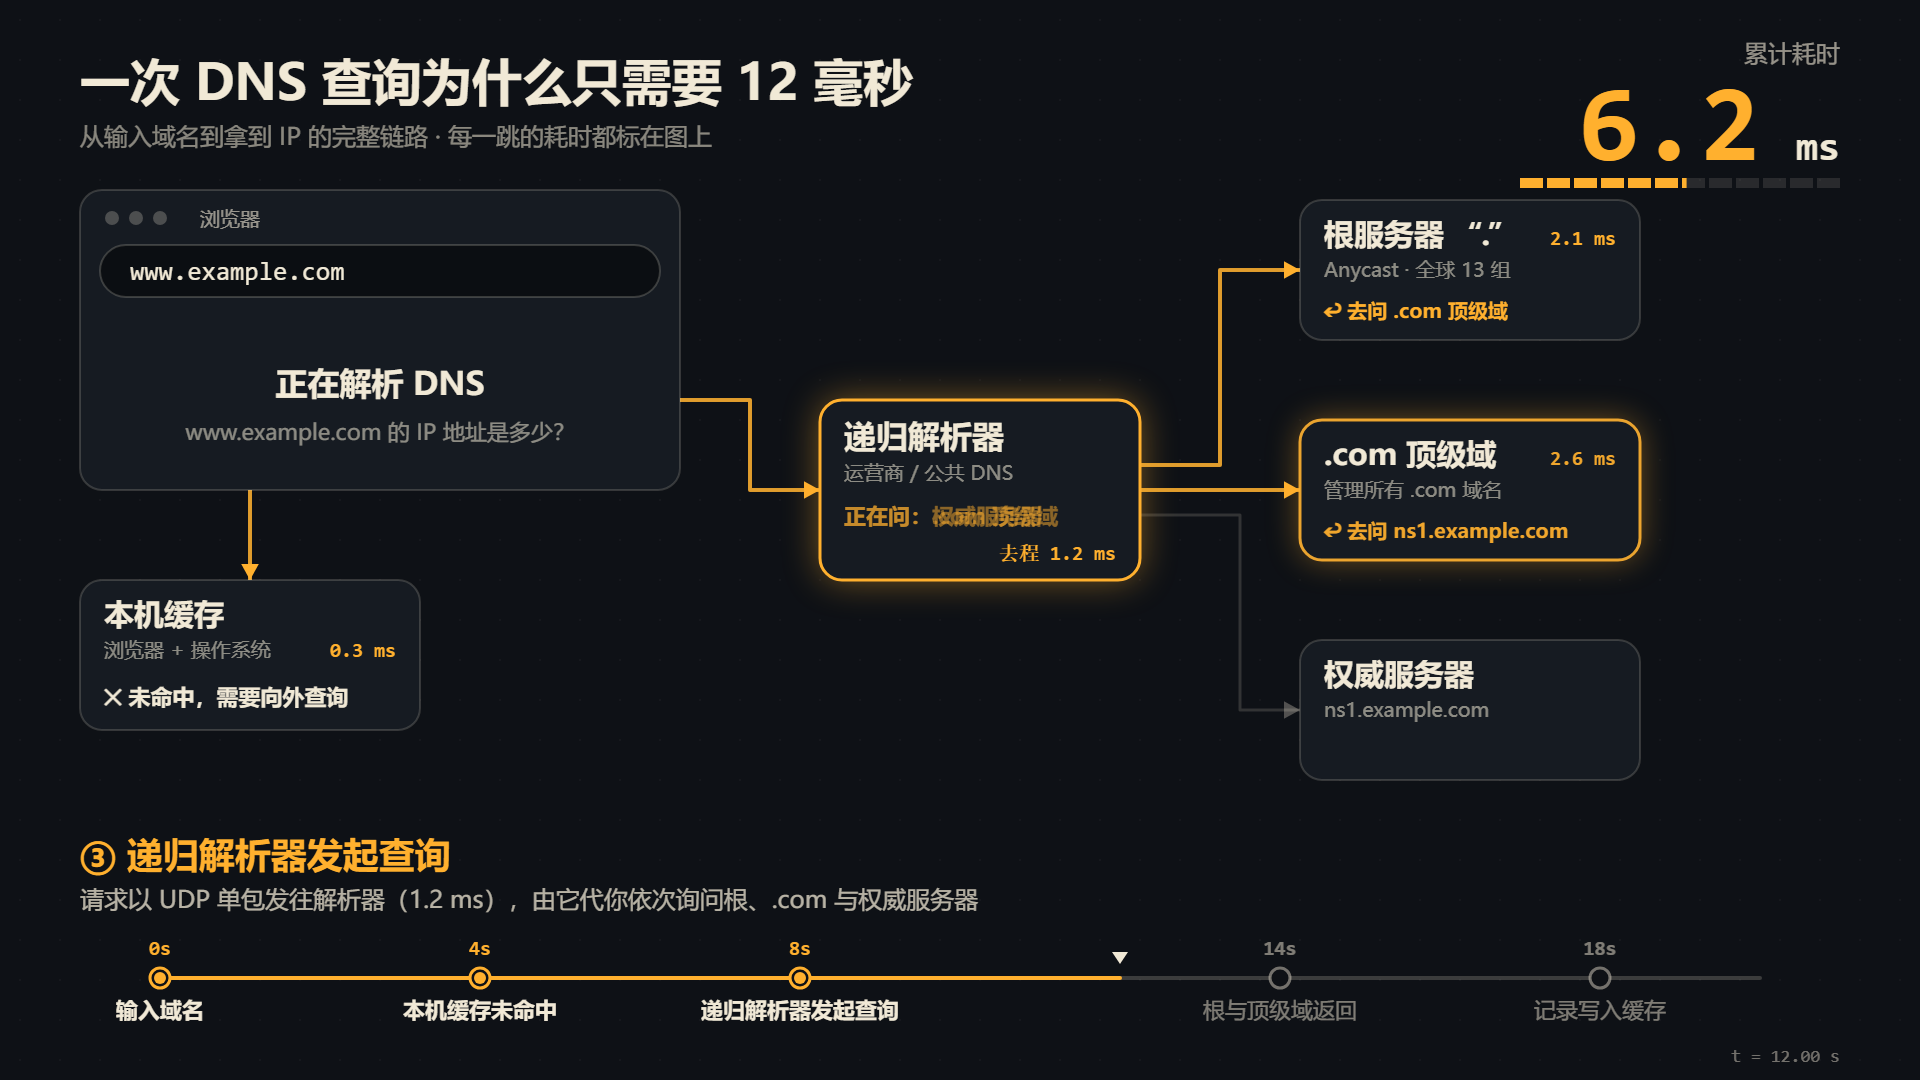 一次 DNS 查询为什么只需要 12 毫秒
从输入域名到拿到 IP 的完整链路 · 每一跳的耗时都标在图上
累计耗时
6.2 ms
浏览器
www.example.com
正在解析 DNS
www.example.com 的 IP 地址是多少?
本机缓存
浏览器 + 操作系统 0.3 ms
✕ 未命中，需要向外查询
递归解析器
运营商 / 公共 DNS
正在问：
去程 1.2 ms
根服务器 “.” 2.1 ms
Anycast · 全球 13 组
↩ 去问 .com 顶级域
.com 顶级域 2.6 ms
管理所有 .com 域名
↩ 去问 ns1.example.com
权威服务器
ns1.example.com
③ 递归解析器发起查询
请求以 UDP 单包发往解析器（1.2 ms），由它代你依次询问根、.com 与权威服务器
0s 4s 8s 14s 18s
输入域名 本机缓存未命中 递归解析器发起查询 根与顶级域返回 记录写入缓存
t = 12.00 s